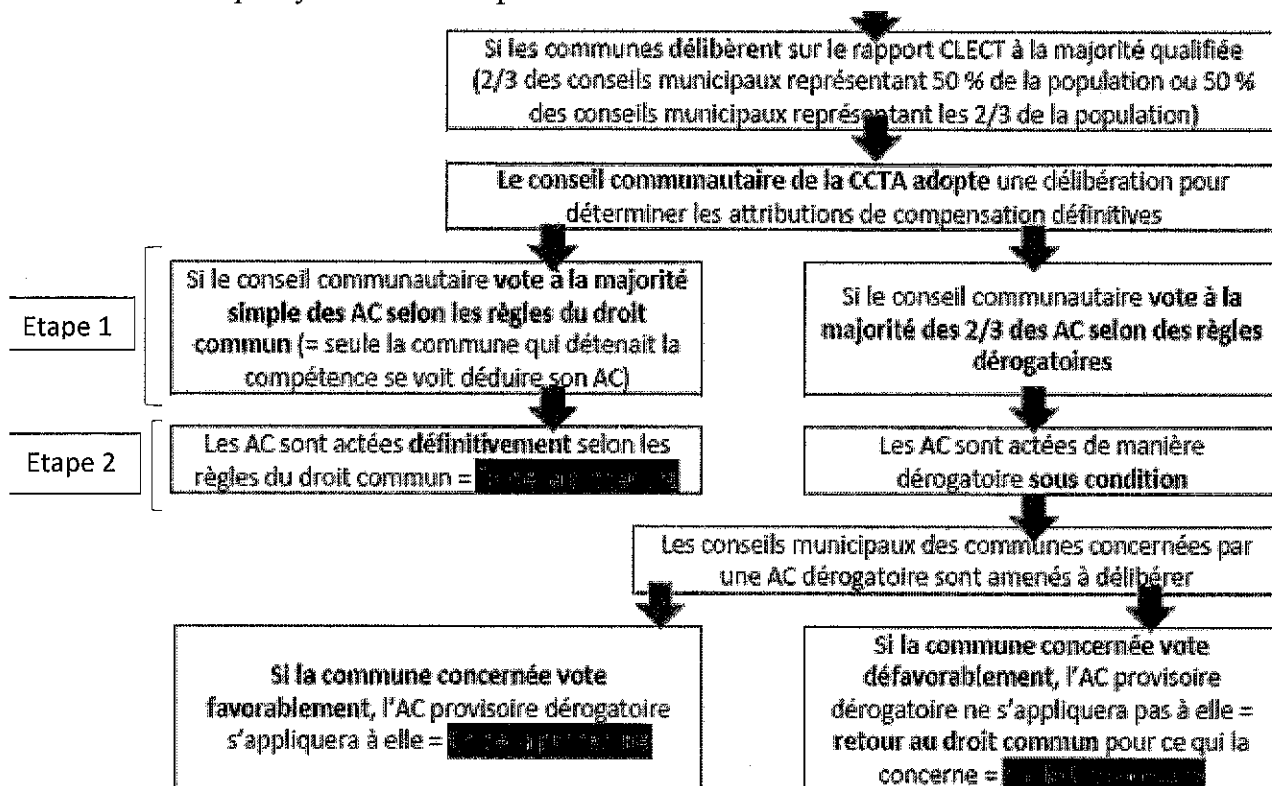 Si les communes délibèrent sur le rapport CLECT à la majorité qualifiée
(2/3 des conseils municipaux représentant 50 % de la population ou 50 %
des conseils municipaux représentant les 2/3 de la population)
Le conseil communautaire de la CCTA adopte une délibération pour
déterminer les attributions de compensation définitives
Etape 1
Si le conseil communautaire vote à la majorité
simple des AC selon les règles du droit
commun (= seule la commune qui détenait la
compétence se voit déduire son AC)
Si le conseil communautaire vote à la
majorité des 2/3 des AC selon des règles
dérogatoires
Etape 2
Les AC sont actées définitivement selon les
règles du droit commun =
Les AC sont actées de manière
dérogatoire sous condition
Les conseils municipaux des communes concernées par
une AC dérogatoire sont amenés à délibérer
Si la commune concernée vote
favorablement, l'AC provisoire dérogatoire
s'appliquera à elle =
Si la commune concernée vote
défavorablement, l'AC provisoire
dérogatoire ne s'appliquera pas à elle =
retour au droit commun pour ce qui la
concerne =